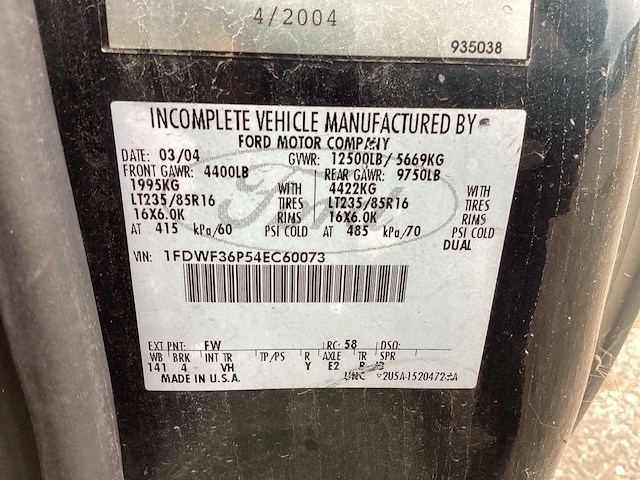 4/2004
935038
INCOMPLETE VEHICLE MANUFACTURED BY
FORD MOTOR COMPANY
DATE: 03/04 GVWR: 12500LB/ 5669KG
FRONT GAWR: 4400LB REAR GAWR: 9750LB
1995KG WITH 4422KG WITH
LT235/85R16 TIRES LT235/85R16 TIRES
16X6.0K RIMS 16X6.0K RIMS
AT 415 kPa/60 PSI COLD AT 485 kPa/70 PSI COLD
DUAL
VIN: 1FDWF36P54EC60073
EXT PNT: FW RC: 58 DSO:
WB BRK INT TR TP/PS R AXLE TR SPR
141 4 VH Y E2
MADE IN U.S.A. UNC
Ford